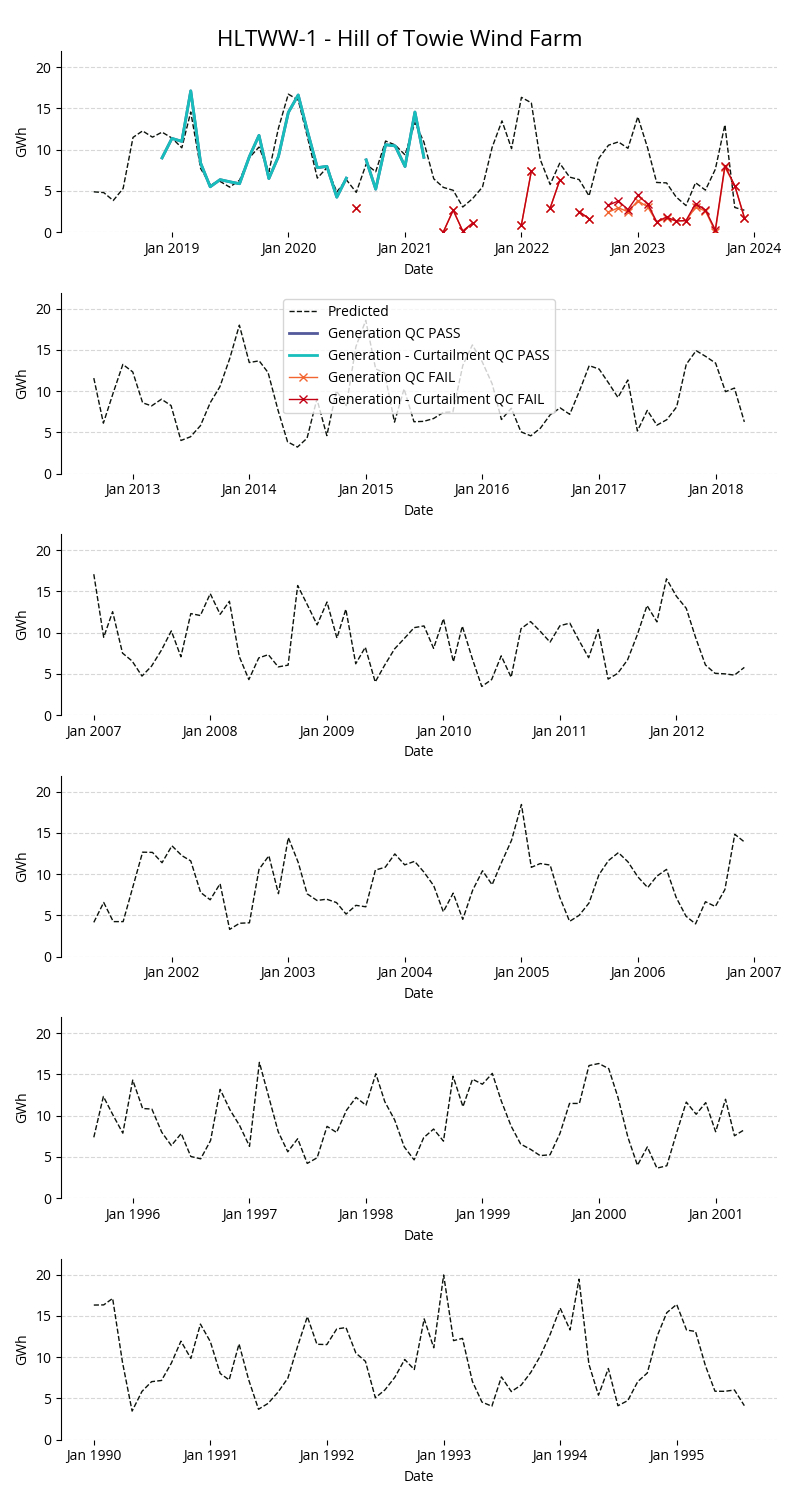 HLTWW-1 - Hill of Towie Wind Farm
20
15
10
5
0
GWh
Jan 2019 Jan 2020 Jan 2021 Jan 2022 Jan 2023 Jan 2024
Date
20
15
10
5
0
GWh
Predicted
Generation QC PASS
Generation - Curtailment QC PASS
Generation QC FAIL
Generation - Curtailment QC FAIL
Jan 2013 Jan 2014 Jan 2015 Jan 2016 Jan 2017 Jan 2018
Date
20
15
10
5
0
GWh
Jan 2007 Jan 2008 Jan 2009 Jan 2010 Jan 2011 Jan 2012
Date
20
15
10
5
0
GWh
Jan 2002 Jan 2003 Jan 2004 Jan 2005 Jan 2006 Jan 2007
Date
20
15
10
5
0
GWh
Jan 1996 Jan 1997 Jan 1998 Jan 1999 Jan 2000 Jan 2001
Date
20
15
10
5
0
GWh
Jan 1990 Jan 1991 Jan 1992 Jan 1993 Jan 1994 Jan 1995
Date